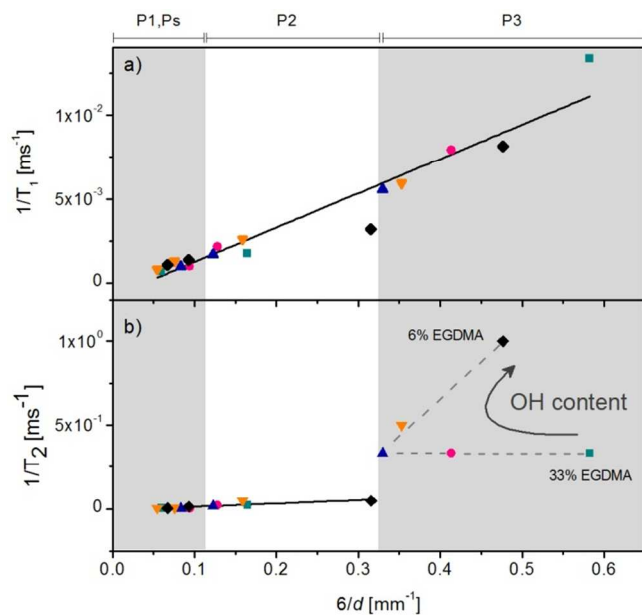 P1,Ps P2 P3
a)
1x10⁻²
5x10⁻³
0
1/T₁ [ms⁻¹]
b)
1x10⁰
5x10⁻¹
0
1/T2 [ms⁻¹]
6% EGDMA
OH content
33% EGDMA
0.0 0.1 0.2 0.3 0.4 0.5 0.6
6/d [mm⁻¹]